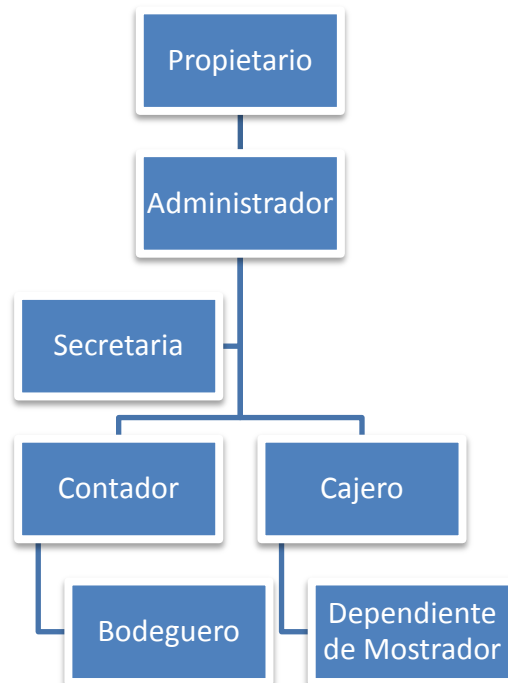 Propietario
Administrador
Secretaria
Contador
Cajero
Bodeguero
Dependiente
de Mostrador